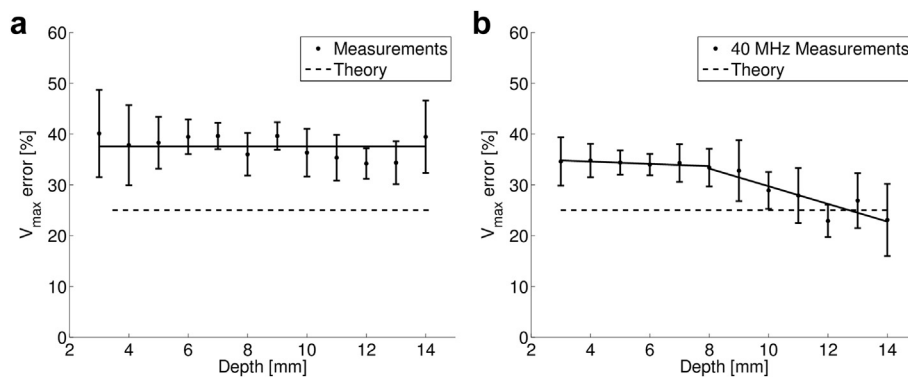 a
Measurements
Theory
60
50
40
30
20
10
0
V_max error [%]
2 4 6 8 10 12 14
Depth [mm]
b
40 MHz Measurements
Theory
60
50
40
30
20
10
0
V_max error [%]
2 4 6 8 10 12 14
Depth [mm]